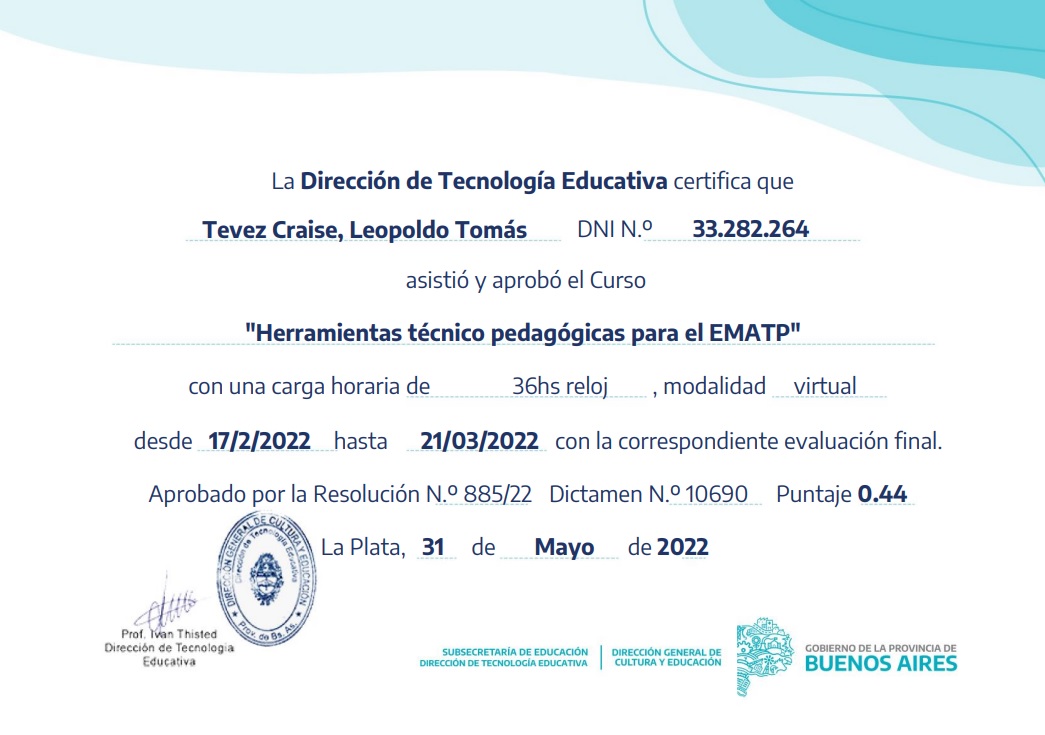 La Dirección de Tecnología Educativa certifica que
Tevez Craise, Leopoldo Tomás DNI N.º 33.282.264
asistió y aprobó el Curso
"Herramientas técnico pedagógicas para el EMATP"
con una carga horaria de 36hs reloj , modalidad virtual
desde 17/2/2022 hasta 21/03/2022 con la correspondiente evaluación final.
Aprobado por la Resolución N.º 885/22 Dictamen N.º 10690 Puntaje 0.44
La Plata, 31 de Mayo de 2022
DIRECCIÓN GENERAL DE CULTURA Y EDUCACIÓN
Dirección de Tecnología Educativa
Prov. de Bs. As.
Prof. Ivan Thisted
Dirección de Tecnologia
Educativa
SUBSECRETARÍA DE EDUCACIÓN
DIRECCIÓN DE TECNOLOGÍA EDUCATIVA
DIRECCIÓN GENERAL DE
CULTURA Y EDUCACIÓN
GOBIERNO DE LA PROVINCIA DE
BUENOS AIRES